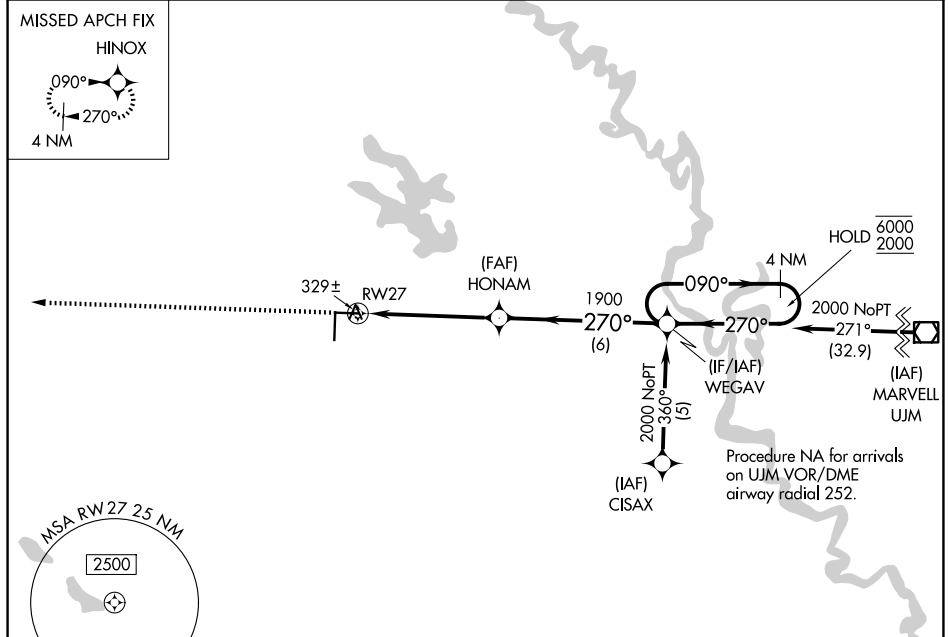 MISSED APCH FIX
HINOX
090°
270°
4 NM
HOLD 6000
2000
4 NM
(FAF)
HONAM
329±
RW27
1900
270°
(6)
090°
270°
2000 NoPT
271°
(32.9)
(IF/IAF)
WEGAV
(IAF)
MARVELL
UJM
2000 NoPT
360°
(5)
(IAF)
CISAX
Procedure NA for arrivals
on UJM VOR/DME
airway radial 252.
MSA RW27 25 NM
2500